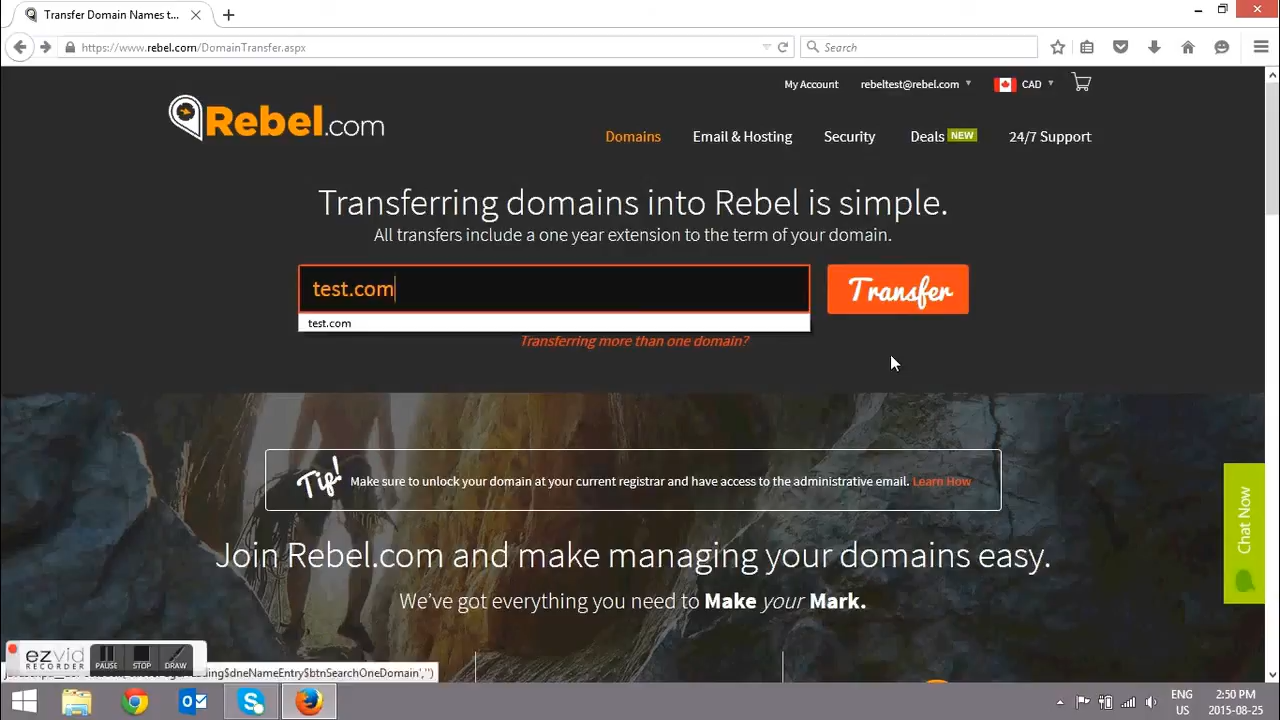 Transfer Domain Names t...
https://www.rebel.com/DomainTransfer.aspx
Search
My Account
rebeltest@rebel.com
CAD
Rebel.com
Domains
Email & Hosting
Security
Deals NEW
24/7 Support
Transferring domains into Rebel is simple.
All transfers include a one year extension to the term of your domain.
test.com
Transfer
test.com
Transferring more than one domain?
Tip! Make sure to unlock your domain at your current registrar and have access to the administrative email. Learn How
Chat Now
Join Rebel.com and make managing your domains easy.
We've got everything you need to Make your Mark.
ezvid
RECORDER
PAUSE
STOP
DRAW
$dneNameEntry$btnSearchOneDomain','')
ENG
US
2:50 PM
2015-08-25